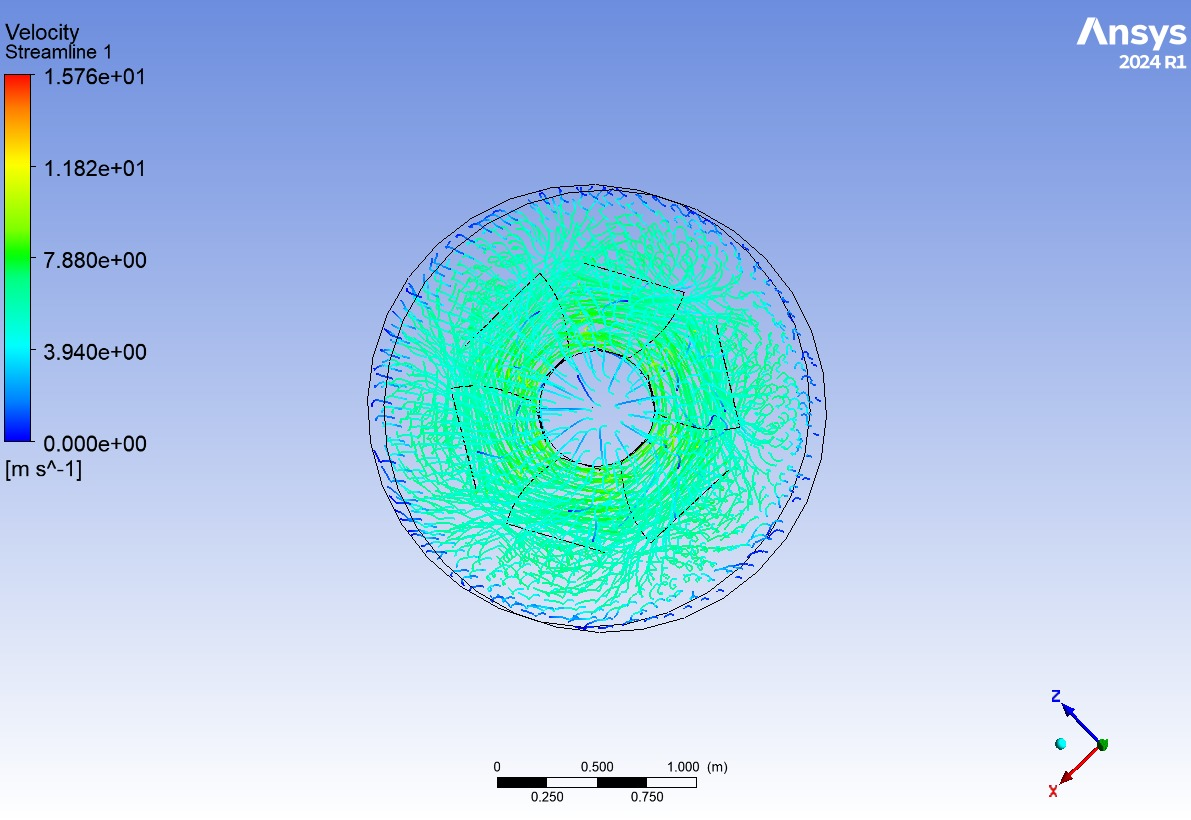 Velocity
Streamline 1
1.576e+01
1.182e+01
7.880e+00
3.940e+00
0.000e+00
[m s^-1]
Ansys
2024 R1
Z
X
0 0.500 1.000 (m)
0.250 0.750